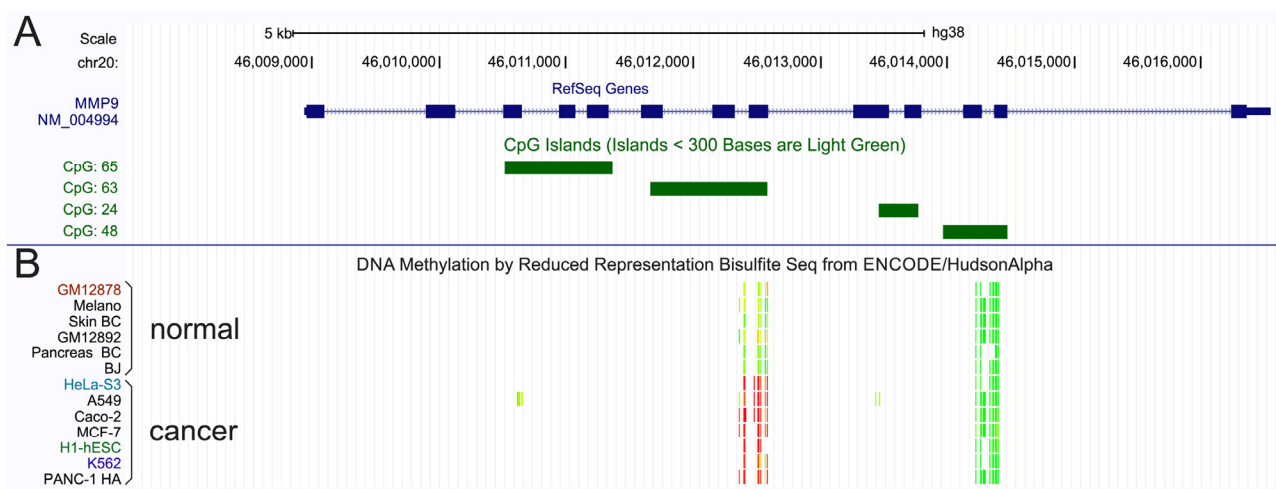 A
Scale 5 kb hg38
chr20: 46,009,000 46,010,000 46,011,000 46,012,000 46,013,000 46,014,000 46,015,000 46,016,000
RefSeq Genes
MMP9
NM_004994
CpG Islands (Islands < 300 Bases are Light Green)
CpG: 65
CpG: 63
CpG: 24
CpG: 48
B
DNA Methylation by Reduced Representation Bisulfite Seq from ENCODE/HudsonAlpha
GM12878
Melano
Skin BC
normal
GM12892
Pancreas BC
BJ
HeLa-S3
A549
Caco-2
cancer
MCF-7
H1-hESC
K562
PANC-1 HA